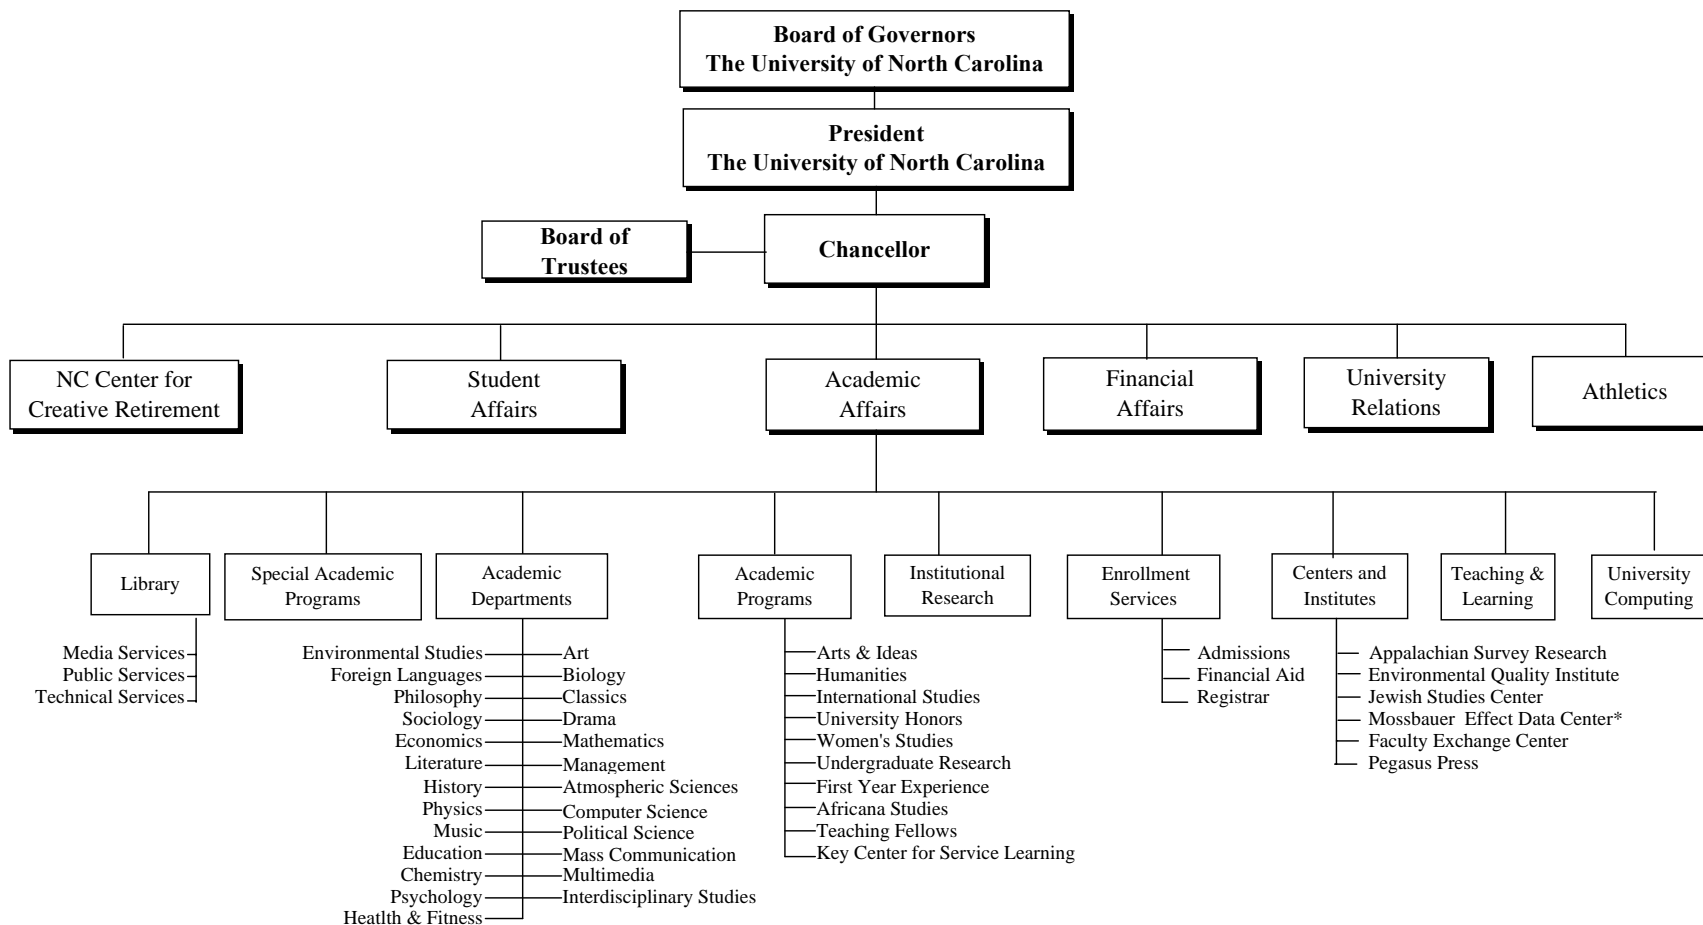 Board of Governors
The University of North Carolina
President
The University of North Carolina
Board of
Trustees
Chancellor
NC Center for
Creative Retirement
Student
Affairs
Academic
Affairs
Financial
Affairs
University
Relations
Athletics
Library
Special Academic
Programs
Academic
Departments
Academic
Programs
Institutional
Research
Enrollment
Services
Centers and
Institutes
Teaching &
Learning
University
Computing
Media Services
Public Services
Technical Services
Environmental Studies
Foreign Languages
Philosophy
Sociology
Economics
Literature
History
Physics
Music
Education
Chemistry
Psychology
Heatlth & Fitness
Art
Biology
Classics
Drama
Mathematics
Management
Atmospheric Sciences
Computer Science
Political Science
Mass Communication
Multimedia
Interdisciplinary Studies
Arts & Ideas
Humanities
International Studies
University Honors
Women's Studies
Undergraduate Research
First Year Experience
Africana Studies
Teaching Fellows
Key Center for Service Learning
Admissions
Financial Aid
Registrar
Appalachian Survey Research
Environmental Quality Institute
Jewish Studies Center
Mossbauer Effect Data Center*
Faculty Exchange Center
Pegasus Press